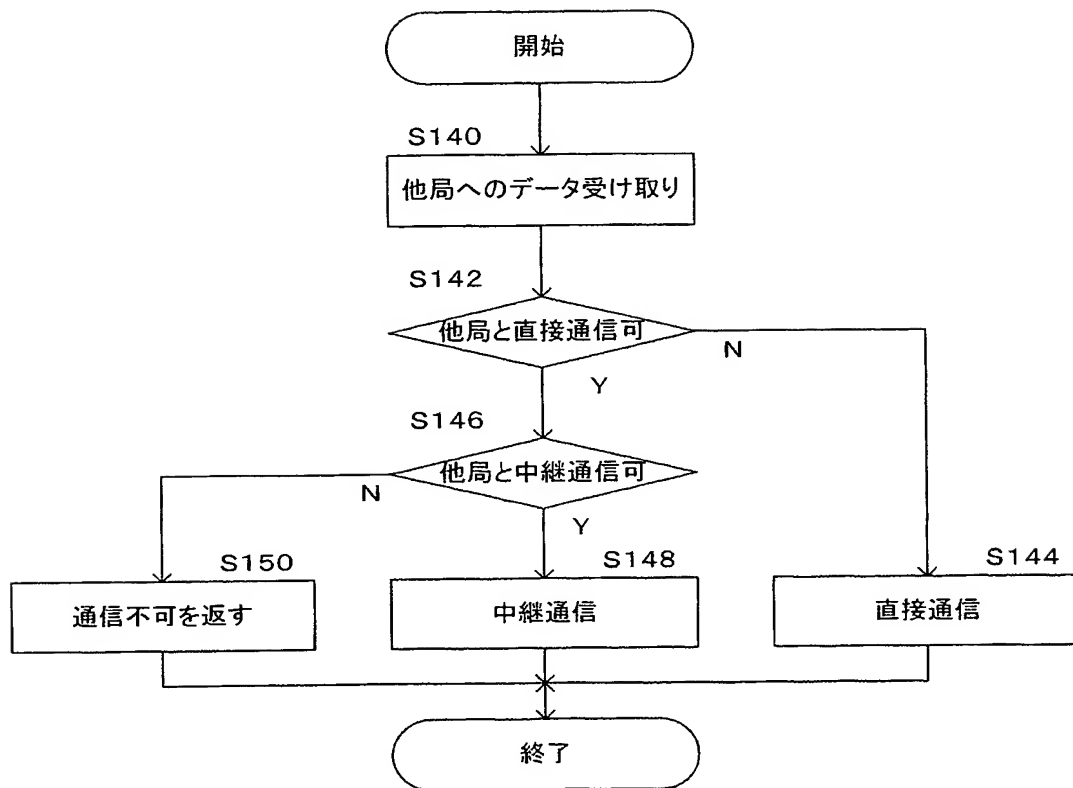 開始
S140
他局へのデータ受け取り
S142
他局と直接通信可
N
Y
S146
他局と中継通信可
N
Y
S150
通信不可を返す
S148
中継通信
S144
直接通信
終了